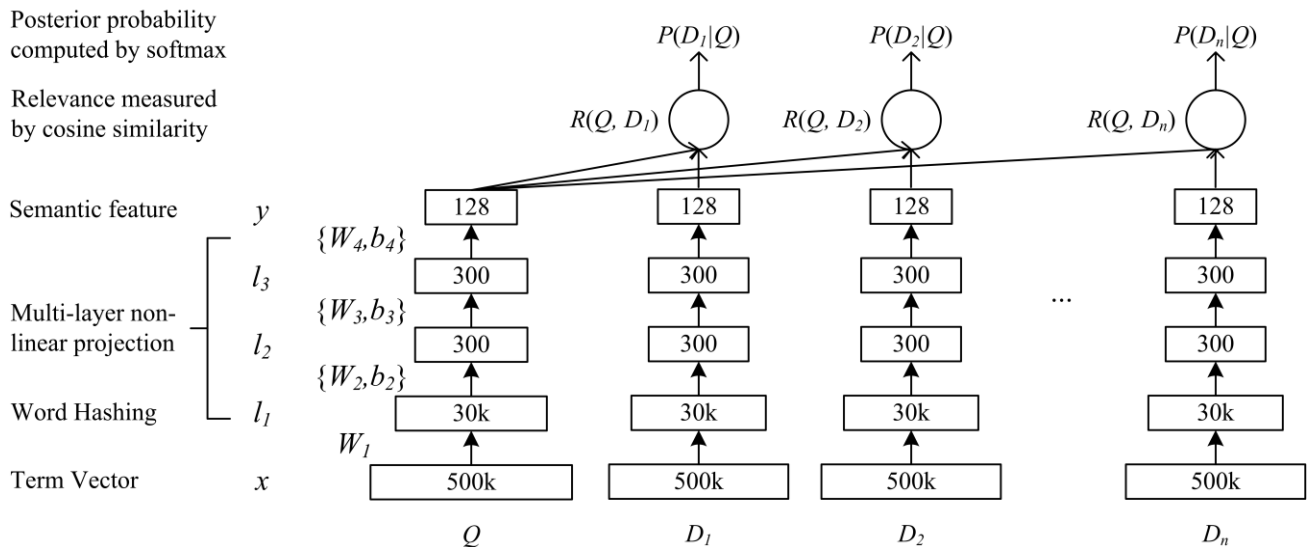 Posterior probability
computed by softmax
P(D1|Q) P(D2|Q) P(Dn|Q)
Relevance measured
by cosine similarity
R(Q, D1) R(Q, D2) R(Q, Dn)
Semantic feature y 128 128 128 128
{W4,b4}
l3 300 300 300 300
Multi-layer non-
linear projection
{W3,b3}
...
l2 300 300 300 300
{W2,b2}
Word Hashing l1 30k 30k 30k 30k
W1
Term Vector x 500k 500k 500k 500k
Q D1 D2 Dn